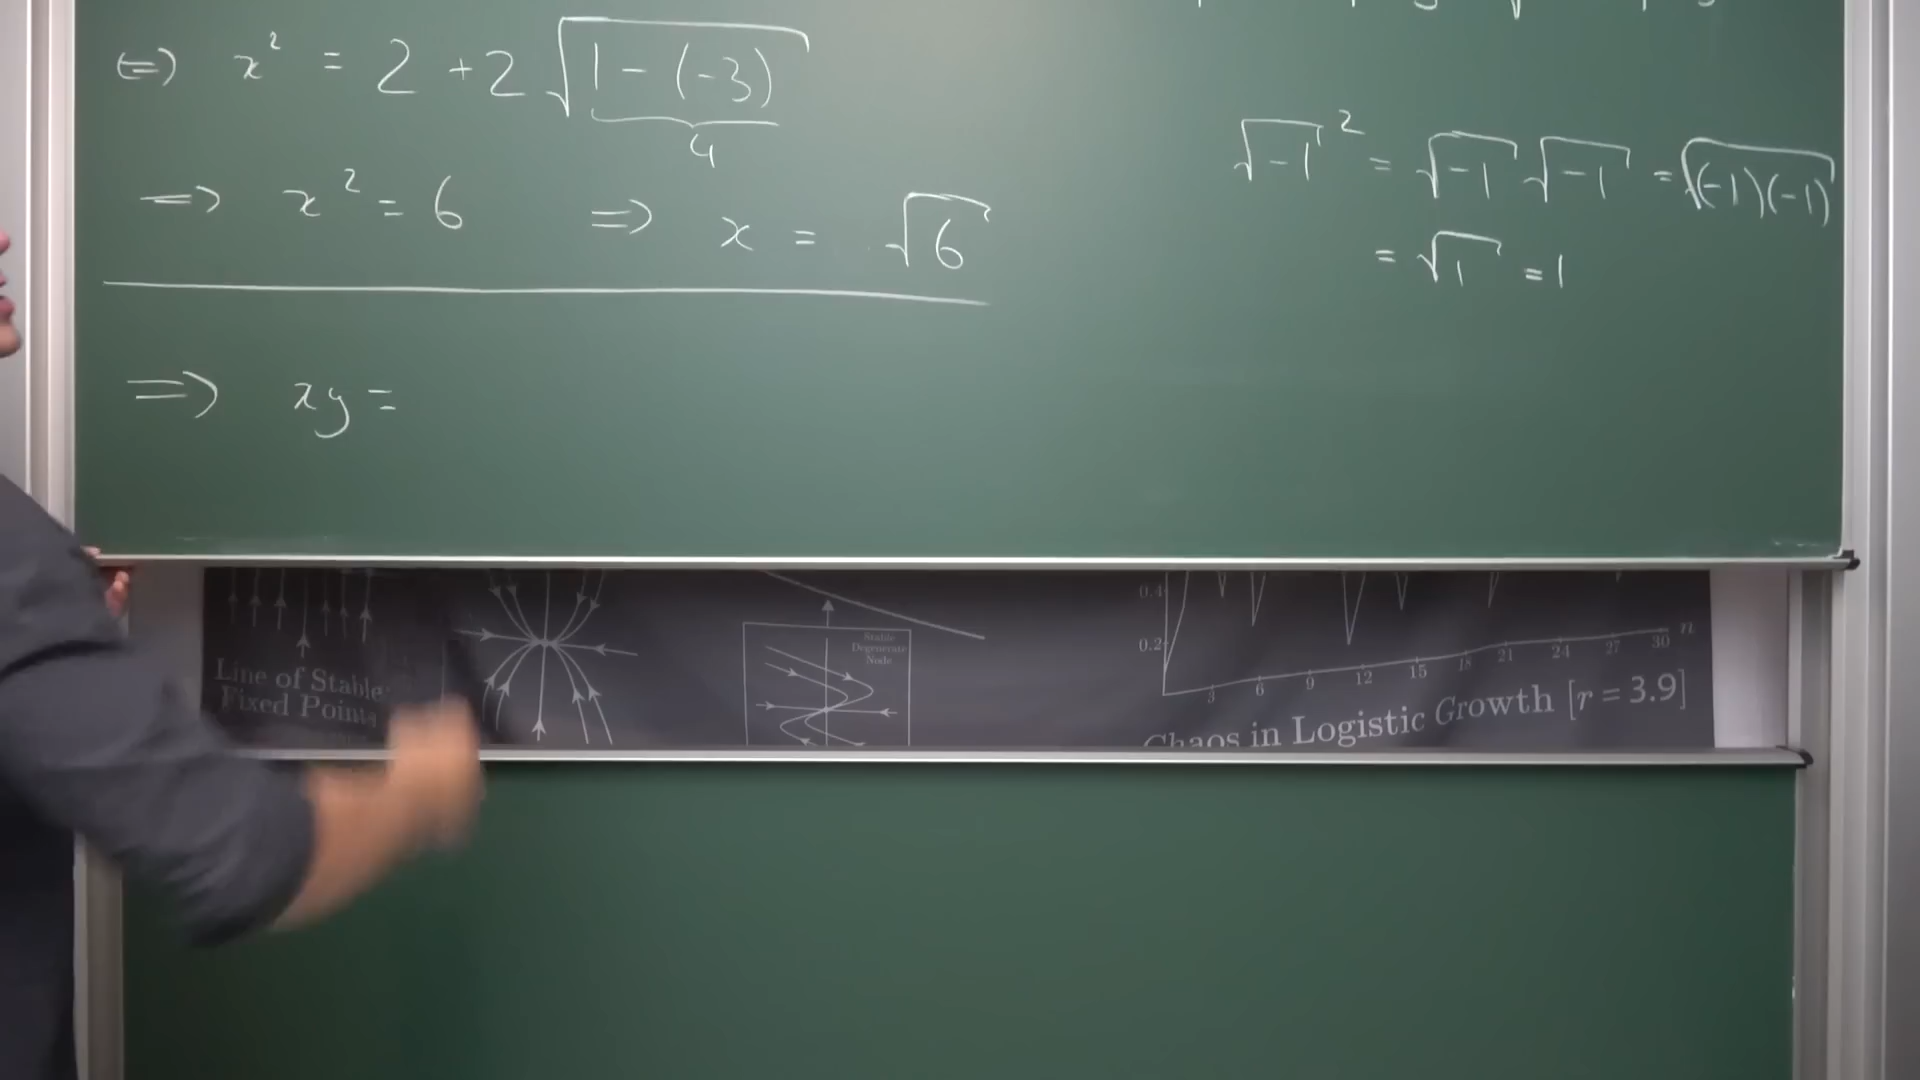 ⇔ x² = 2 + 2 √(1 - (-3))
4
⇒ x² = 6 ⇒ x = √6
⇒ xy =
√-1² = √-1 √-1 = √(-1)(-1)
= √1 = 1
Line of Stable
Fixed Points
Stable
Degenerate
Node
0.4
0.2
3 6 9 12 15 18 21 24 27 30 n
Chaos in Logistic Growth [r = 3.9]